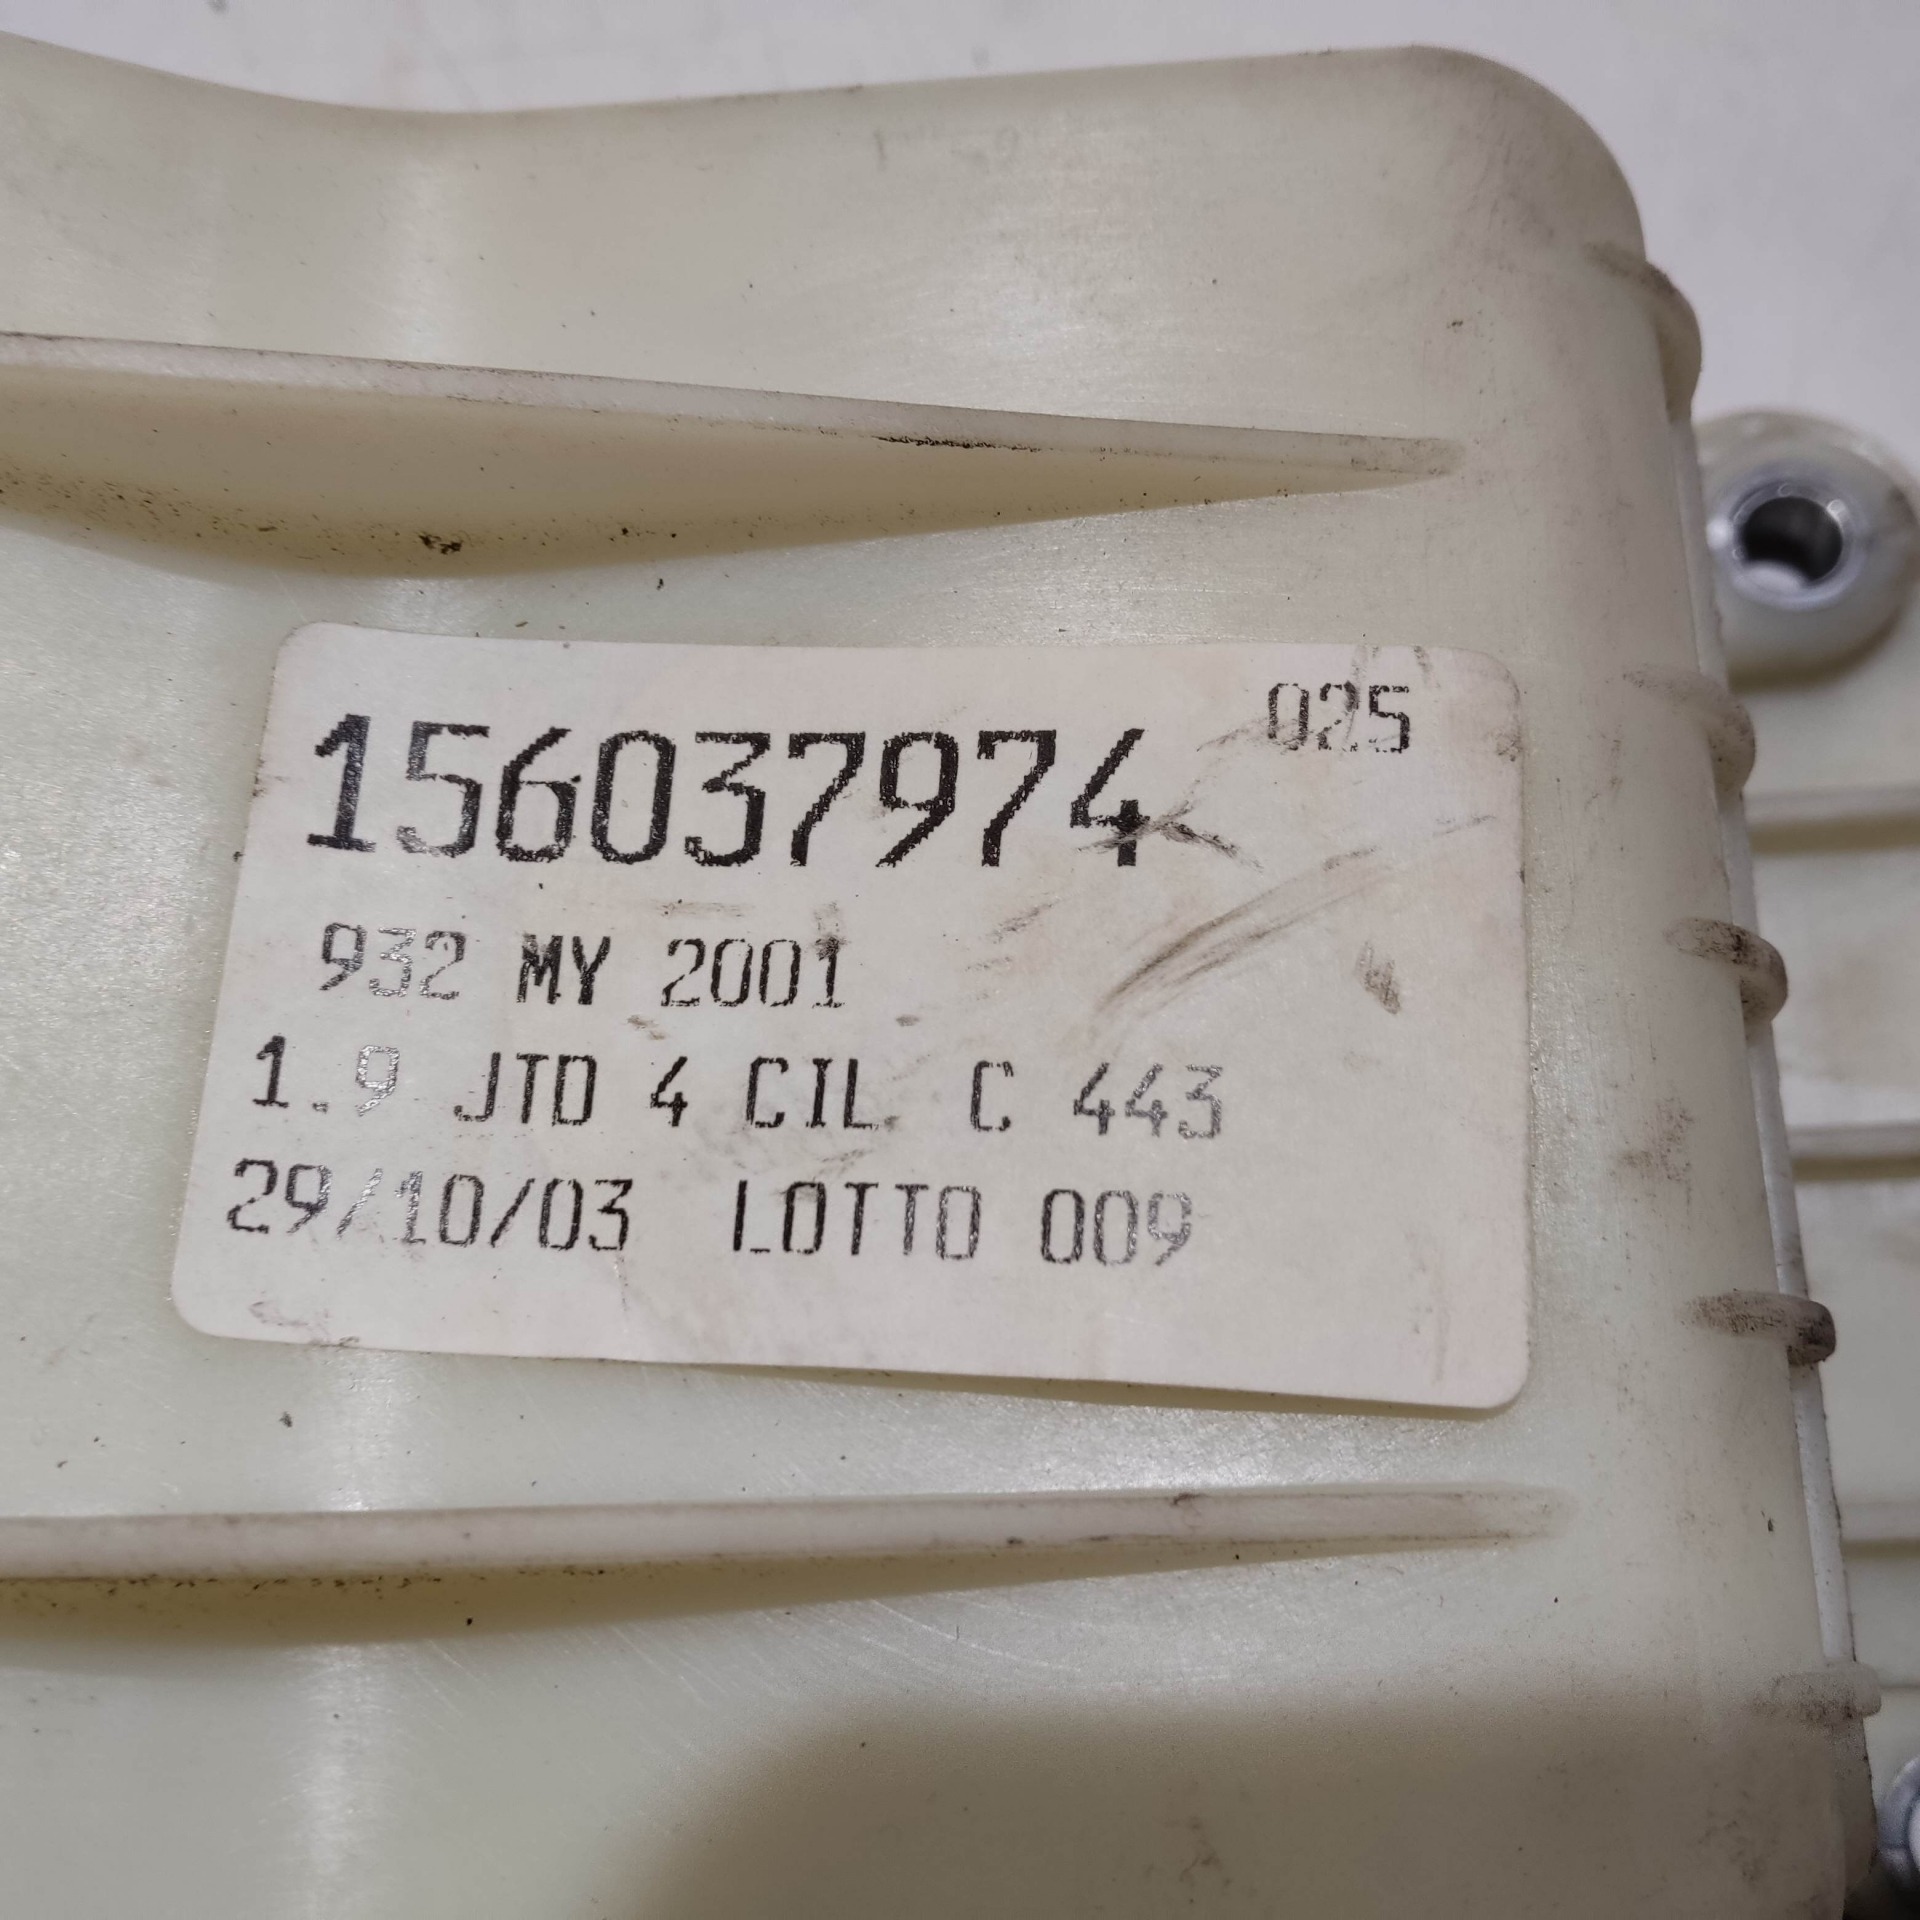 025
156037974
932 MY 2001
1.9 JTD 4 CIL. C 443
29/10/03 LOTTO 009